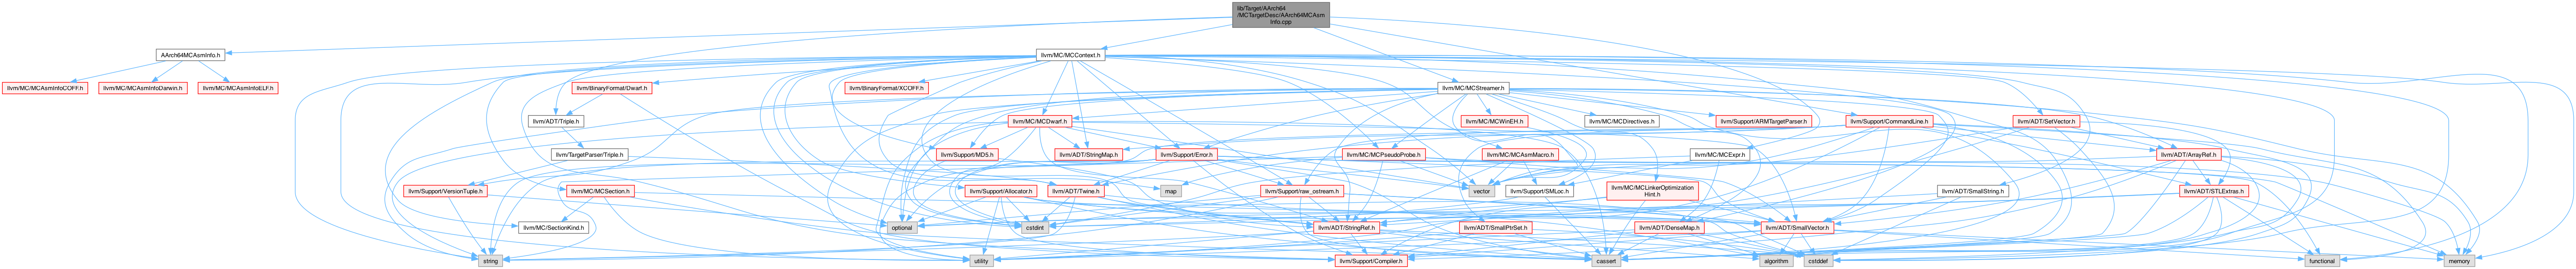 lib/Target/AArch64
/MCTargetDesc/AArch64MCAsm
Info.cpp
AArch64MCAsmInfo.h
llvm/MC/MCContext.h
llvm/MC/MCAsmInfoCOFF.h
llvm/MC/MCAsmInfoDarwin.h
llvm/MC/MCAsmInfoELF.h
llvm/BinaryFormat/Dwarf.h
llvm/BinaryFormat/XCOFF.h
llvm/MC/MCStreamer.h
llvm/ADT/Triple.h
llvm/MC/MCDwarf.h
llvm/MC/MCWinEH.h
llvm/MC/MCDirectives.h
llvm/Support/ARMTargetParser.h
llvm/Support/CommandLine.h
llvm/ADT/SetVector.h
llvm/TargetParser/Triple.h
llvm/Support/MD5.h
llvm/ADT/StringMap.h
llvm/Support/Error.h
llvm/MC/MCPseudoProbe.h
llvm/MC/MCAsmMacro.h
llvm/MC/MCExpr.h
llvm/ADT/ArrayRef.h
llvm/Support/VersionTuple.h
llvm/MC/MCSection.h
llvm/Support/Allocator.h
llvm/ADT/Twine.h
map
llvm/Support/raw_ostream.h
vector
llvm/Support/SMLoc.h
llvm/MC/MCLinkerOptimization
Hint.h
llvm/ADT/SmallString.h
llvm/ADT/STLExtras.h
llvm/MC/SectionKind.h
optional
cstdint
llvm/ADT/StringRef.h
llvm/ADT/SmallPtrSet.h
llvm/ADT/DenseMap.h
llvm/ADT/SmallVector.h
string
utility
llvm/Support/Compiler.h
cassert
algorithm
cstddef
functional
memory